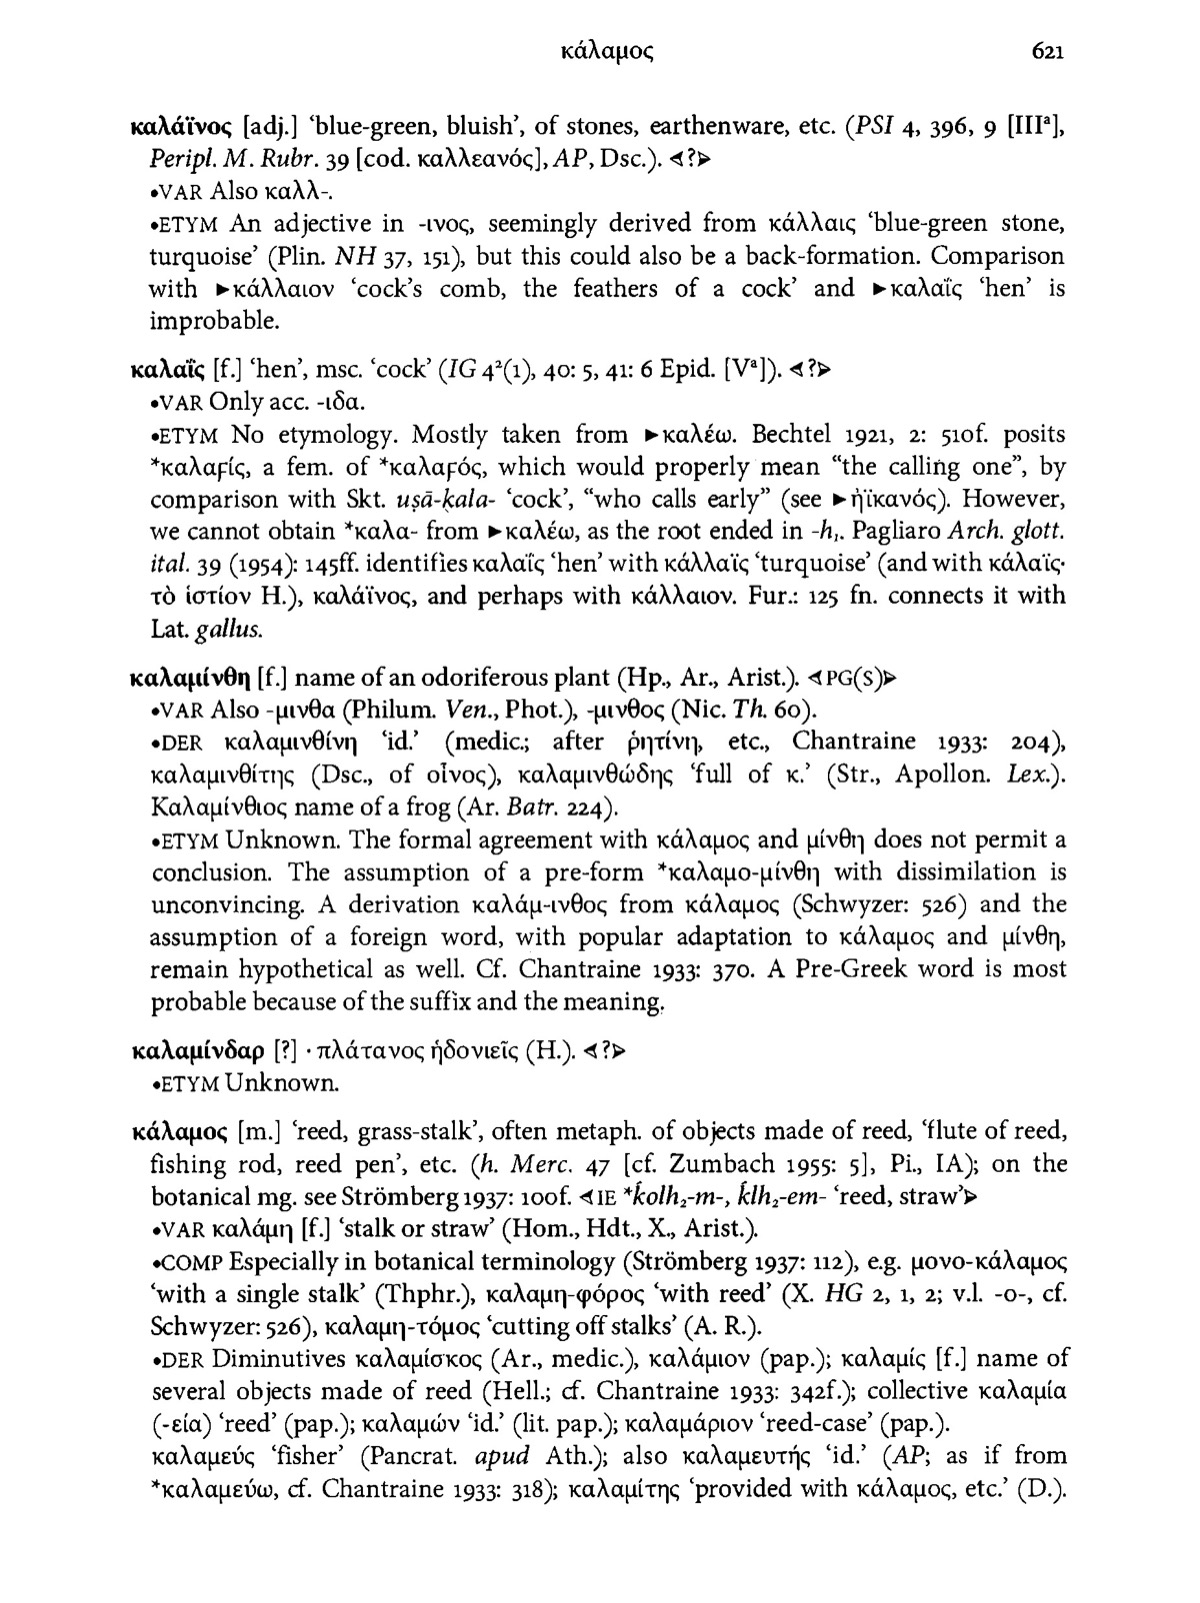 κάλαμος 621
καλάϊνος [adj.] ‘blue-green, bluish’, of stones, earthenware, etc. (PSI 4, 396, 9 [IIIᵃ],
Peripl. M. Rubr. 39 [cod. καλλεανός], AP, Dsc.). ⊲?⊳
•VAR Also καλλ-.
•ETYM An adjective in -ινος, seemingly derived from κάλλαις ‘blue-green stone,
turquoise’ (Plin. NH 37, 151), but this could also be a back-formation. Comparison
with ►κάλλαιον ‘cock's comb, the feathers of a cock’ and ►καλαΐς ‘hen’ is
improbable.
καλαΐς [f.] ‘hen’, msc. ‘cock’ (IG 4²(1), 40: 5, 41: 6 Epid. [Vᵃ]). ⊲?⊳
•VAR Only acc. -ιδα.
•ETYM No etymology. Mostly taken from ►καλέω. Bechtel 1921, 2: 510f. posits
*καλαϝίς, a fem. of *καλαϝός, which would properly mean “the calling one”, by
comparison with Skt. uṣā-kala- ‘cock’, “who calls early” (see ►ἠϊκανός). However,
we cannot obtain *καλα- from ►καλέω, as the root ended in -h₁. Pagliaro Arch. glott.
ital. 39 (1954): 145ff. identifies καλαΐς ‘hen’ with κάλλαϊς ‘turquoise’ (and with κάλαϊς·
τὸ ἱστίον H.), καλάϊνος, and perhaps with κάλλαιον. Fur.: 125 fn. connects it with
Lat. gallus.
καλαμίνθη [f.] name of an odoriferous plant (Hp., Ar., Arist.). ⊲PG(S)⊳
•VAR Also -μινθα (Philum. Ven., Phot.), -μινθος (Nic. Th. 60).
•DER καλαμινθίνη ‘id.’ (medic.; after ῥητίνη, etc., Chantraine 1933: 204),
καλαμινθίτης (Dsc., of οἶνος), καλαμινθώδης ‘full of κ.’ (Str., Apollon. Lex.).
Καλαμίνθιος name of a frog (Ar. Batr. 224).
•ETYM Unknown. The formal agreement with κάλαμος and μίνθη does not permit a
conclusion. The assumption of a pre-form *καλαμο-μίνθη with dissimilation is
unconvincing. A derivation καλάμ-ινθος from κάλαμος (Schwyzer: 526) and the
assumption of a foreign word, with popular adaptation to κάλαμος and μίνθη,
remain hypothetical as well. Cf. Chantraine 1933: 370. A Pre-Greek word is most
probable because of the suffix and the meaning.
καλαμίνδαρ [?] · πλάτανος ἡδονιεῖς (H.). ⊲?⊳
•ETYM Unknown.
κάλαμος [m.] ‘reed, grass-stalk’, often metaph. of objects made of reed, ‘flute of reed,
fishing rod, reed pen’, etc. (h. Merc. 47 [cf. Zumbach 1955: 5], Pi., IA); on the
botanical mg. see Strömberg 1937: 100f. ⊲IE *ḱolh₂-m-, ḱlh₂-em- ‘reed, straw’⊳
•VAR καλάμη [f.] ‘stalk or straw’ (Hom., Hdt., X., Arist.).
•COMP Especially in botanical terminology (Strömberg 1937: 112), e.g. μονο-κάλαμος
‘with a single stalk’ (Thphr.), καλαμη-φόρος ‘with reed’ (X. HG 2, 1, 2; v.l. -ο-, cf.
Schwyzer: 526), καλαμη-τόμος ‘cutting off stalks’ (A. R.).
•DER Diminutives καλαμίσκος (Ar., medic.), καλάμιον (pap.); καλαμίς [f.] name of
several objects made of reed (Hell.; cf. Chantraine 1933: 342f.); collective καλαμία
(-εία) ‘reed’ (pap.); καλαμών ‘id.’ (lit. pap.); καλαμάριον ‘reed-case’ (pap.).
καλαμεύς ‘fisher’ (Pancrat. apud Ath.); also καλαμευτής ‘id.’ (AP; as if from
*καλαμεύω, cf. Chantraine 1933: 318); καλαμίτης ‘provided with κάλαμος, etc.’ (D.).